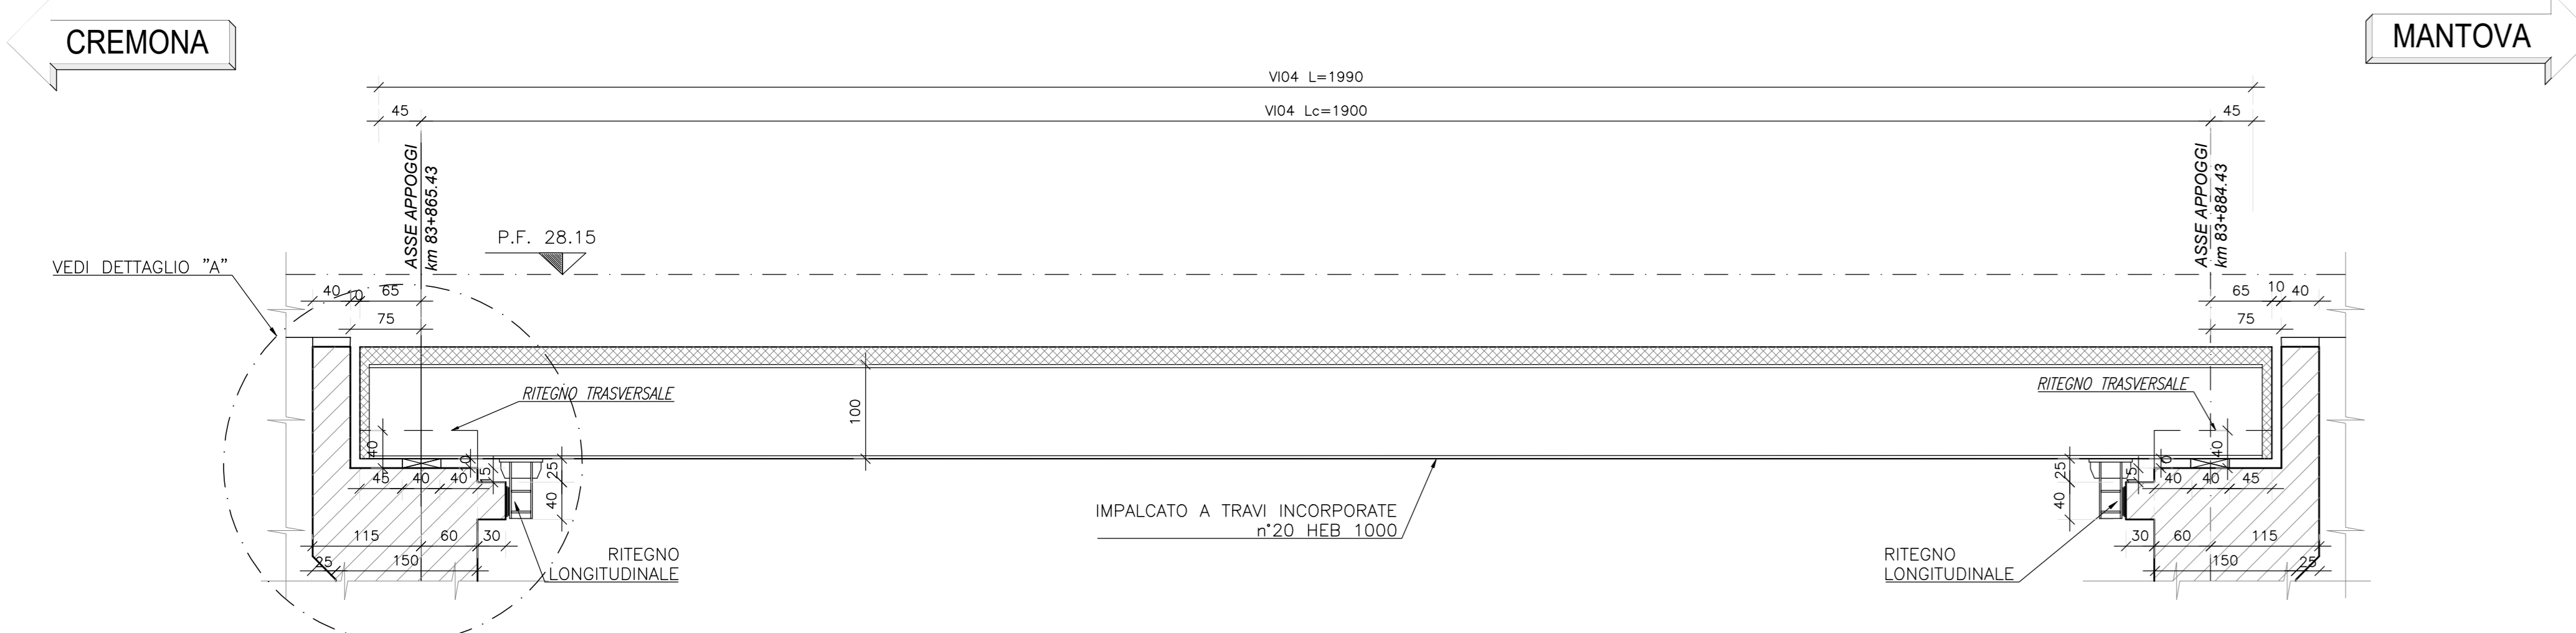 CREMONA
MANTOVA
VI04 L=1990
45
VI04 Lc=1900
45
ASSE APPOGGI
km 83+865.43
ASSE APPOGGI
km 83+884.43
P.F. 28.15
VEDI DETTAGLIO "A"
40
10
65
75
65
10
40
75
RITEGNO TRASVERSALE
RITEGNO TRASVERSALE
100
40
10
15
25
40
45
40
40
25
40
15
10
40
40
40
45
IMPALCATO A TRAVI INCORPORATE
n°20 HEB 1000
115
60
30
25
150
RITEGNO
LONGITUDINALE
RITEGNO
LONGITUDINALE
30
60
115
150
25